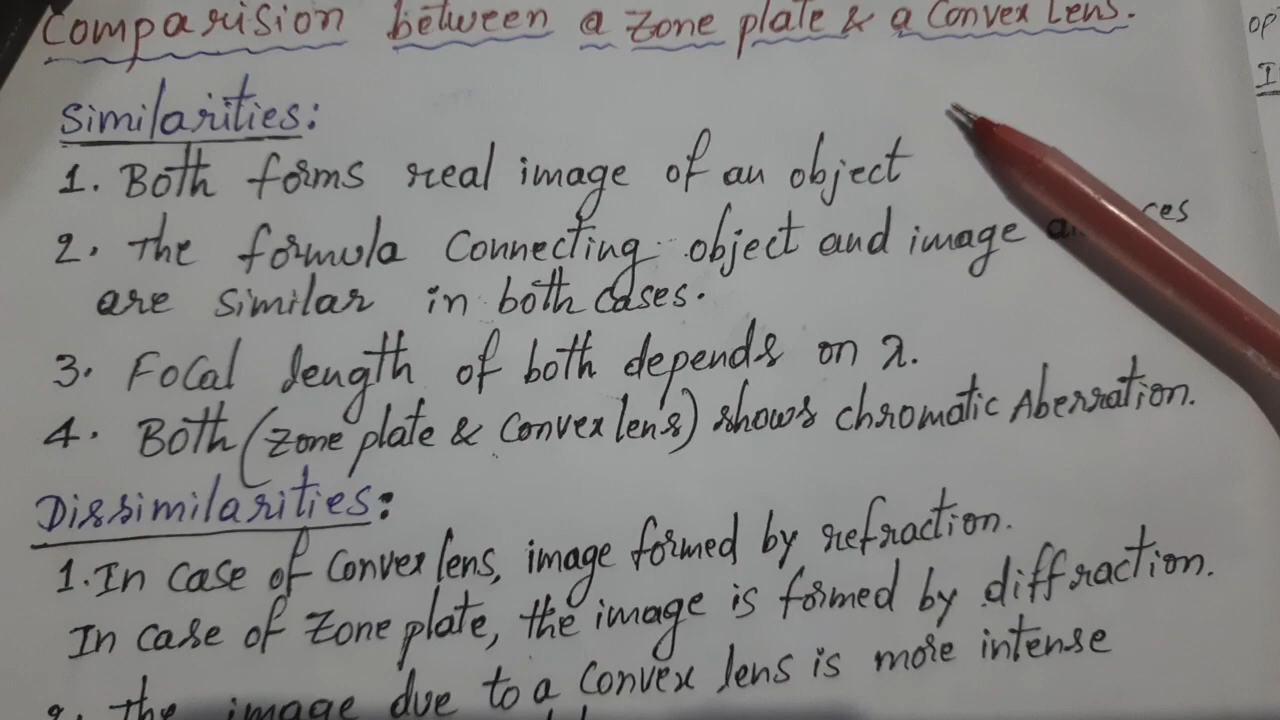 Comparision between a Zone plate & a Convex Lens.
Similarities:
1. Both forms real image of an object
2. The formula Connecting object and image
are similar in both cases.
3. Focal length of both depends on λ.
4. Both (Zone plate & Convex lens) shows chromatic Aberration.
Dissimilarities:
1. In case of Convex lens, image formed by refraction.
In case of Zone plate, the image is formed by diffraction.
2. The image due to a Convex lens is more intense